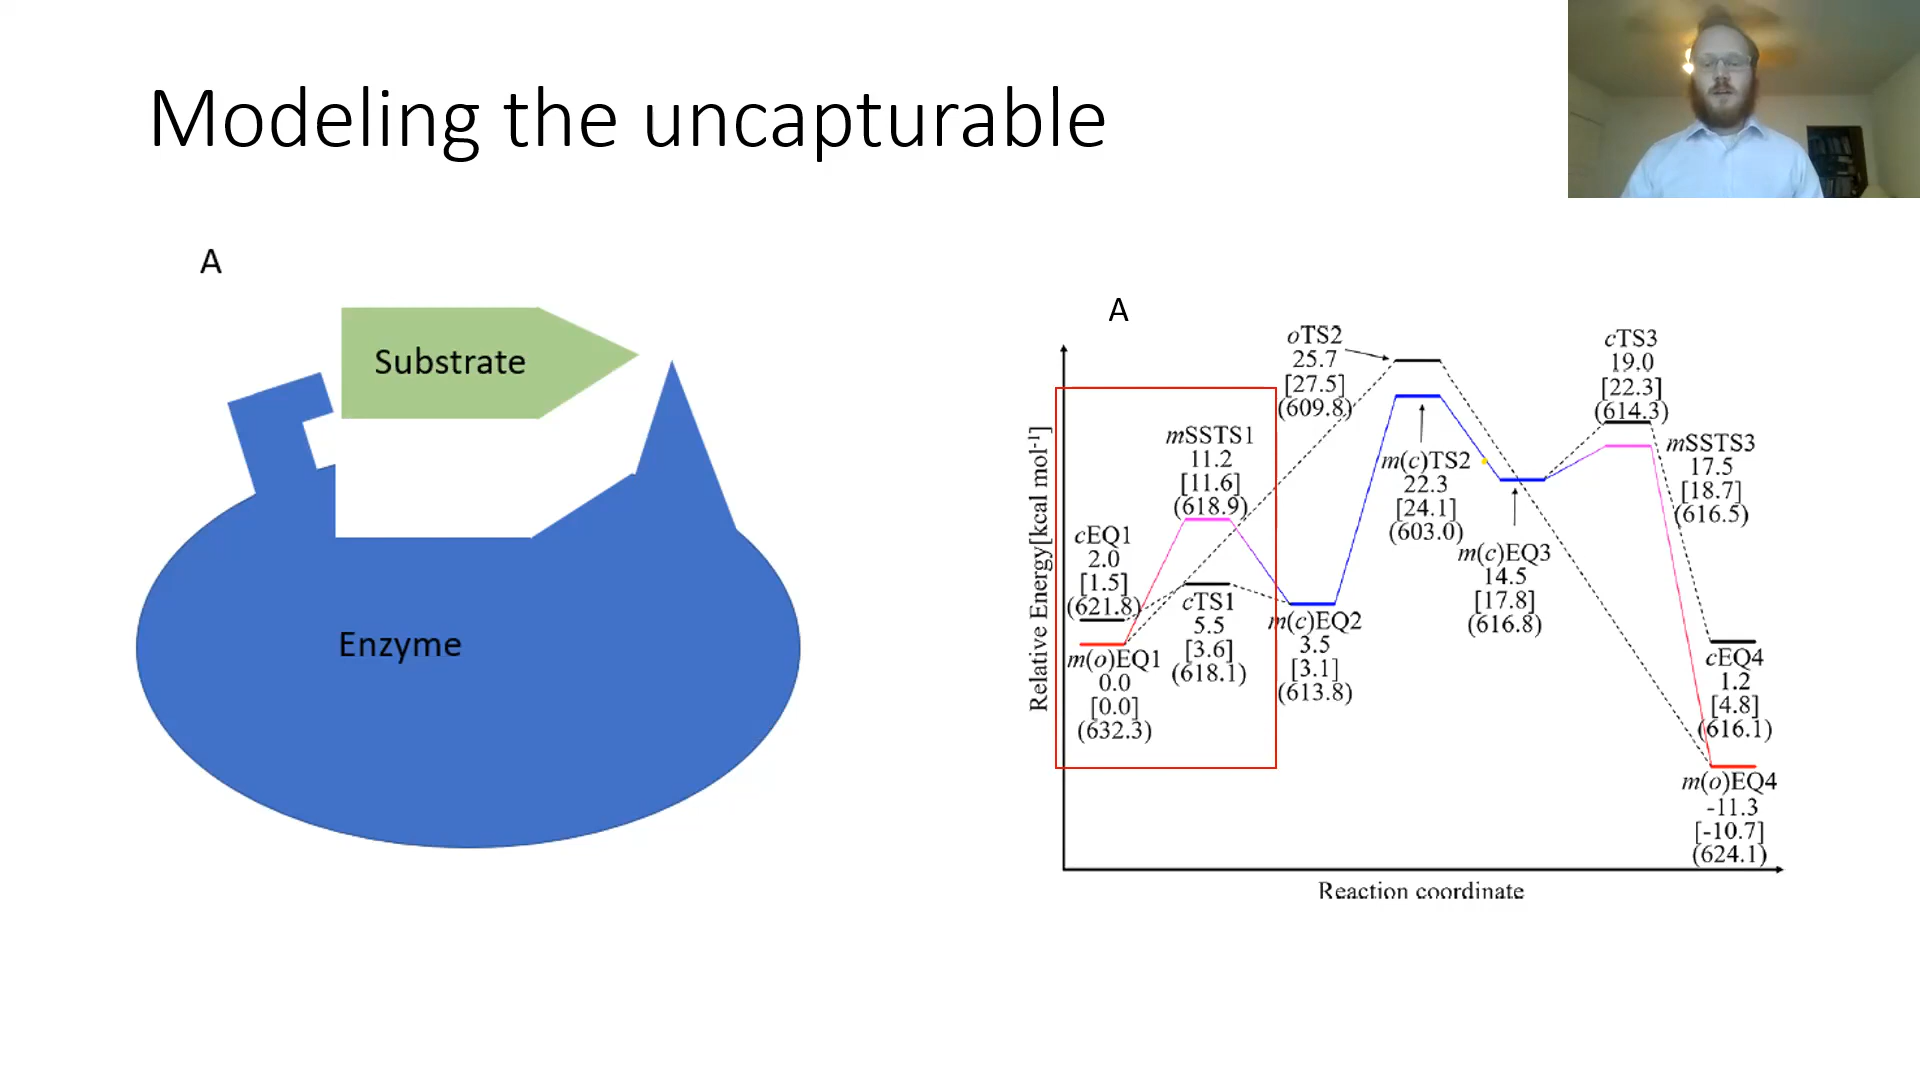 Modeling the uncapturable
A
Substrate
Enzyme
A
Relative Energy[kcal mol⁻¹]
oTS2
25.7
[27.5]
(609.8)
cTS3
19.0
[22.3]
(614.3)
mSSTS1
11.2
[11.6]
(618.9)
mSSTS3
17.5
[18.7]
(616.5)
m(c)TS2
22.3
[24.1]
(603.0)
cEQ1
2.0
[1.5]
(621.8)
m(c)EQ3
14.5
[17.8]
(616.8)
cTS1
5.5
[3.6]
(618.1)
m(c)EQ2
3.5
[3.1]
(613.8)
m(o)EQ1
0.0
[0.0]
(632.3)
cEQ4
1.2
[4.8]
(616.1)
m(o)EQ4
-11.3
[-10.7]
(624.1)
Reaction coordinate